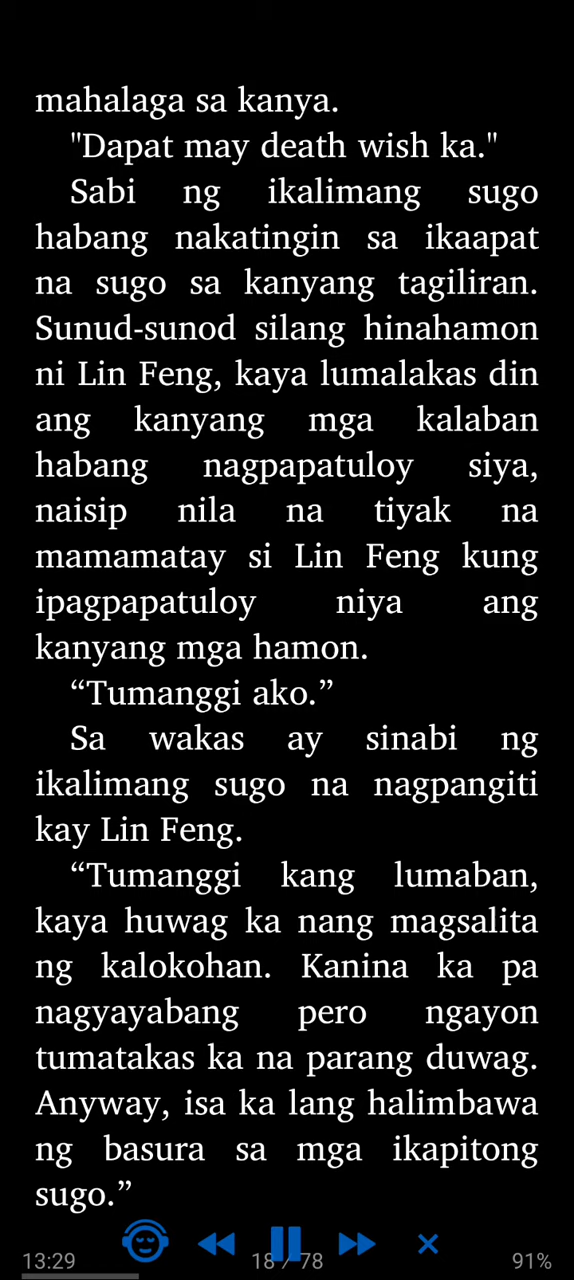 mahalaga sa kanya.
"Dapat may death wish ka."
Sabi ng ikalimang sugo
habang nakatingin sa ikaapat
na sugo sa kanyang tagiliran.
Sunud-sunod silang hinahamon
ni Lin Feng, kaya lumalakas din
ang kanyang mga kalaban
habang nagpapatuloy siya,
naisip nila na tiyak na
mamamatay si Lin Feng kung
ipagpapatuloy niya ang
kanyang mga hamon.
“Tumanggi ako.”
Sa wakas ay sinabi ng
ikalimang sugo na nagpangiti
kay Lin Feng.
“Tumanggi kang lumaban,
kaya huwag ka nang magsalita
ng kalokohan. Kanina ka pa
nagyayabang pero ngayon
tumatakas ka na parang duwag.
Anyway, isa ka lang halimbawa
ng basura sa mga ikapitong
sugo.”
13:29 18 / 78 91%